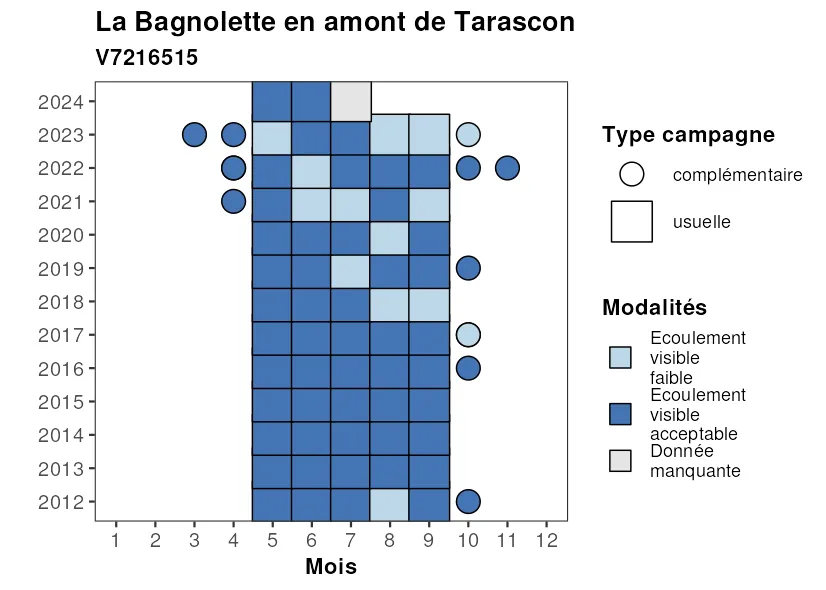 La Bagnolette en amont de Tarascon
V7216515
2024
2023
2022
2021
2020
2019
2018
2017
2016
2015
2014
2013
2012
1 2 3 4 5 6 7 8 9 10 11 12
Mois
Type campagne
complémentaire
usuelle
Modalités
Ecoulement
visible
faible
Ecoulement
visible
acceptable
Donnée
manquante